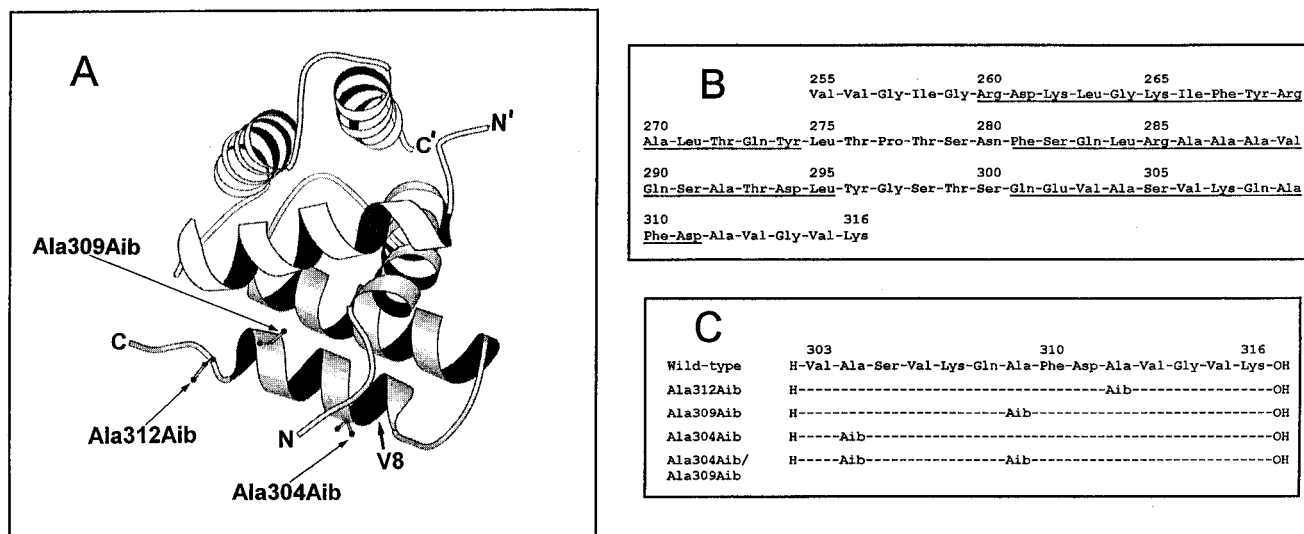 A
N'
C'
Ala309Aib
C
Ala312Aib
N
V8
Ala304Aib
B
255 260 265
Val-Val-Gly-Ile-Gly-Arg-Asp-Lys-Leu-Gly-Lys-Ile-Phe-Tyr-Arg
270 275 280 285
Ala-Leu-Thr-Gln-Tyr-Leu-Thr-Pro-Thr-Ser-Asn-Phe-Ser-Gln-Leu-Arg-Ala-Ala-Ala-Val
290 295 300 305
Gln-Ser-Ala-Thr-Asp-Leu-Tyr-Gly-Ser-Thr-Ser-Gln-Glu-Val-Ala-Ser-Val-Lys-Gln-Ala
310 316
Phe-Asp-Ala-Val-Gly-Val-Lys
C
303 310 316
Wild-type H-Val-Ala-Ser-Val-Lys-Gln-Ala-Phe-Asp-Ala-Val-Gly-Val-Lys-OH
Ala312Aib H---------------------------------------Aib------------------OH
Ala309Aib H---------------------------Aib------------------------------OH
Ala304Aib H-----Aib----------------------------------------------------OH
Ala304Aib/ H-----Aib-------------------Aib------------------------------OH
Ala309Aib